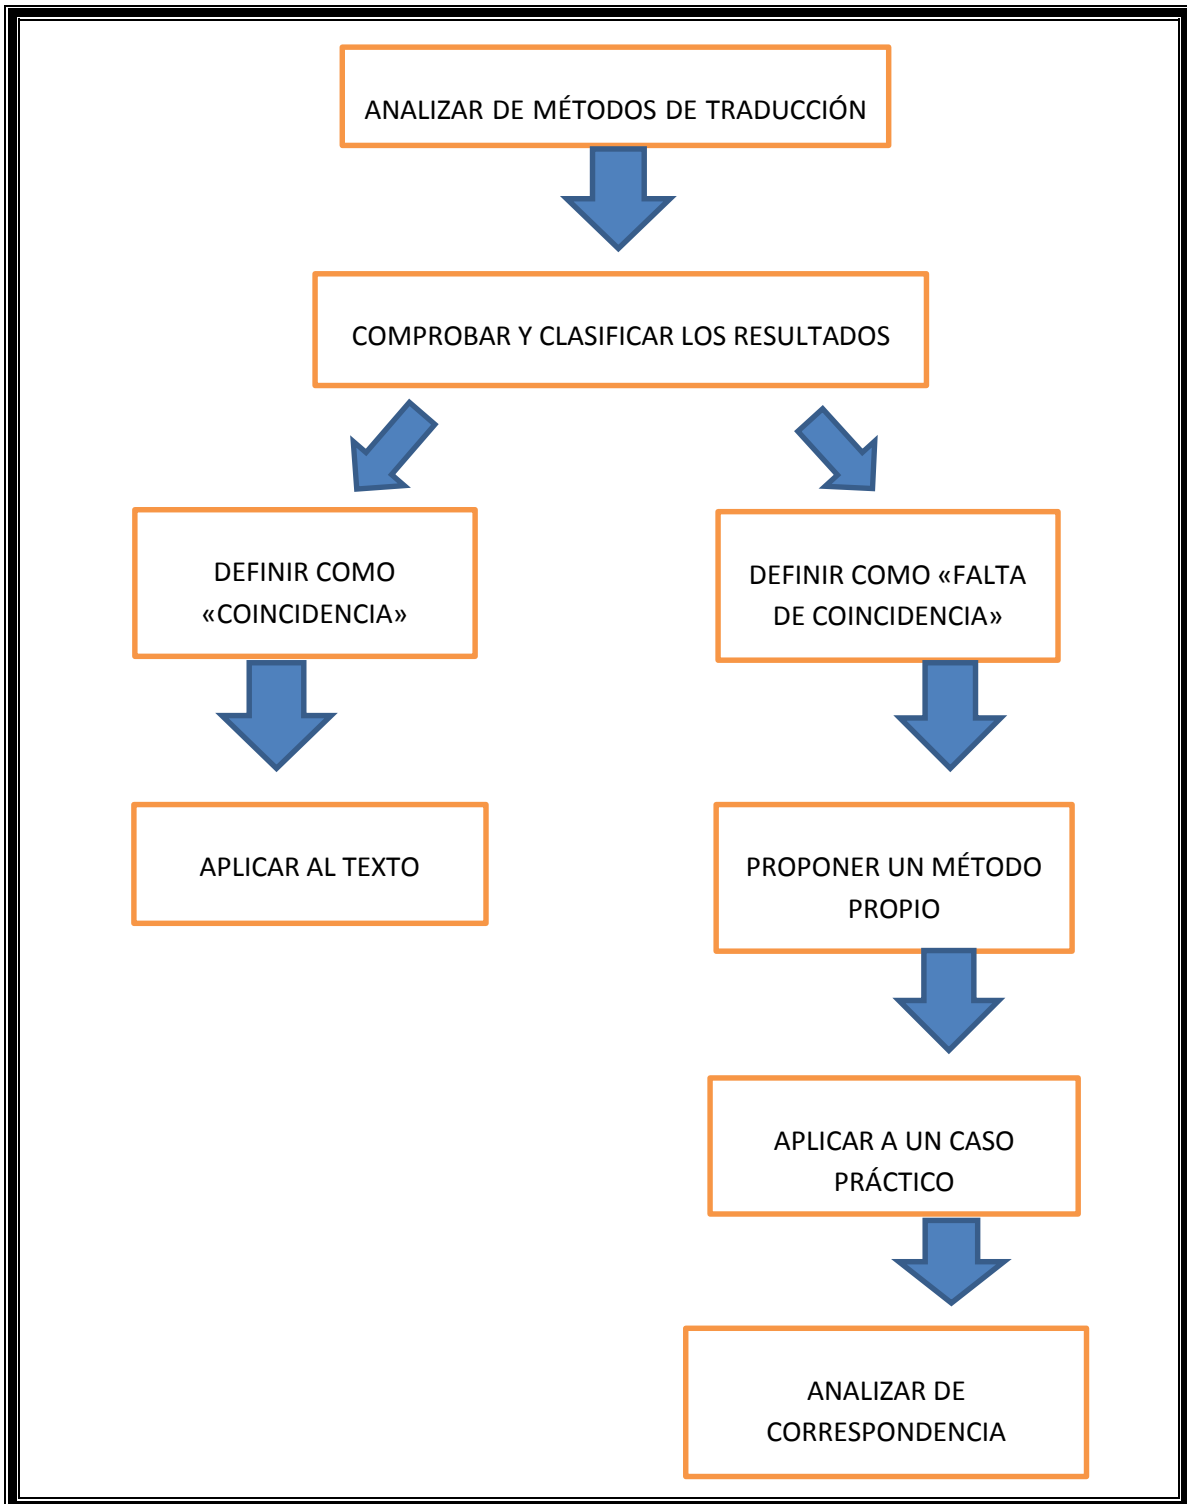 ANALIZAR DE MÉTODOS DE TRADUCCIÓN
COMPROBAR Y CLASIFICAR LOS RESULTADOS
DEFINIR COMO
«COINCIDENCIA»
DEFINIR COMO «FALTA
DE COINCIDENCIA»
APLICAR AL TEXTO
PROPONER UN MÉTODO
PROPIO
APLICAR A UN CASO
PRÁCTICO
ANALIZAR DE
CORRESPONDENCIA